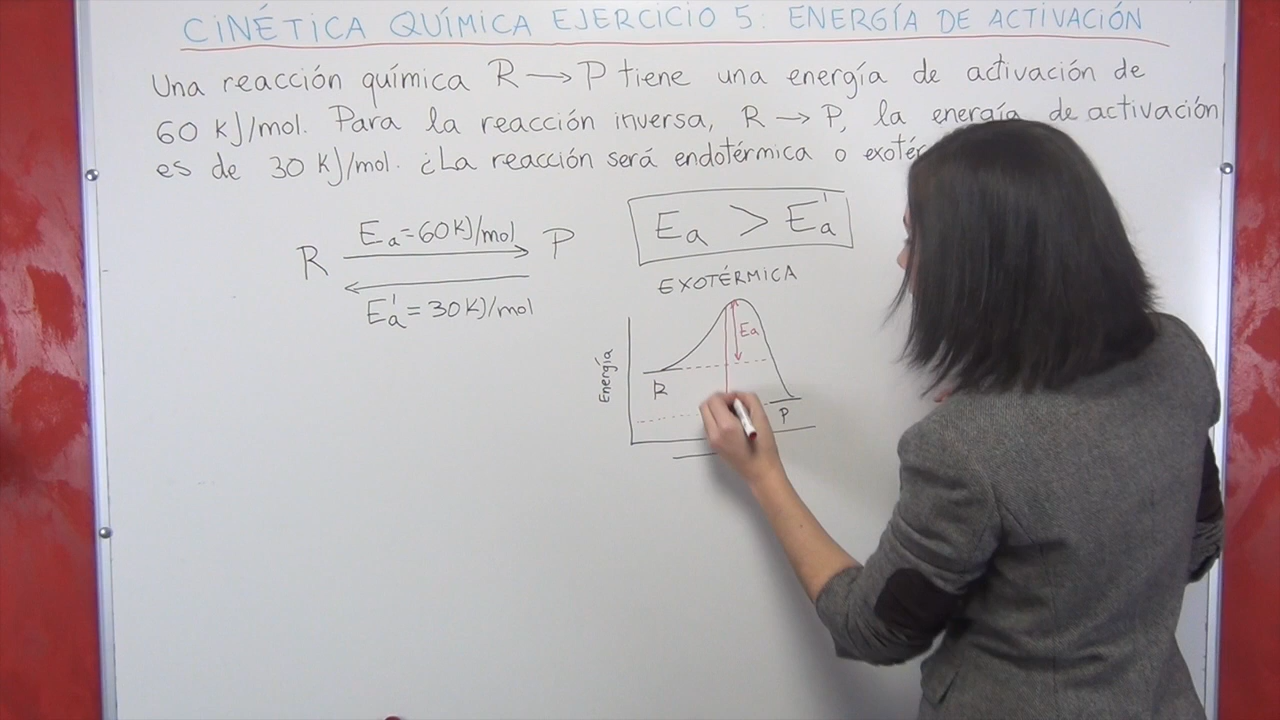 CINÉTICA QUÍMICA EJERCICIO 5: ENERGÍA DE ACTIVACIÓN
Una reacción química R → P tiene una energía de activación de
60 KJ/mol. Para la reacción inversa, R → P, la energía de activación
es de 30 KJ/mol. ¿La reacción será endotérmica o
R
Ea = 60 KJ/mol
P
Ea' = 30 KJ/mol
Ea > Ea'
EXOTÉRMICA
Energía
Ea
R
P